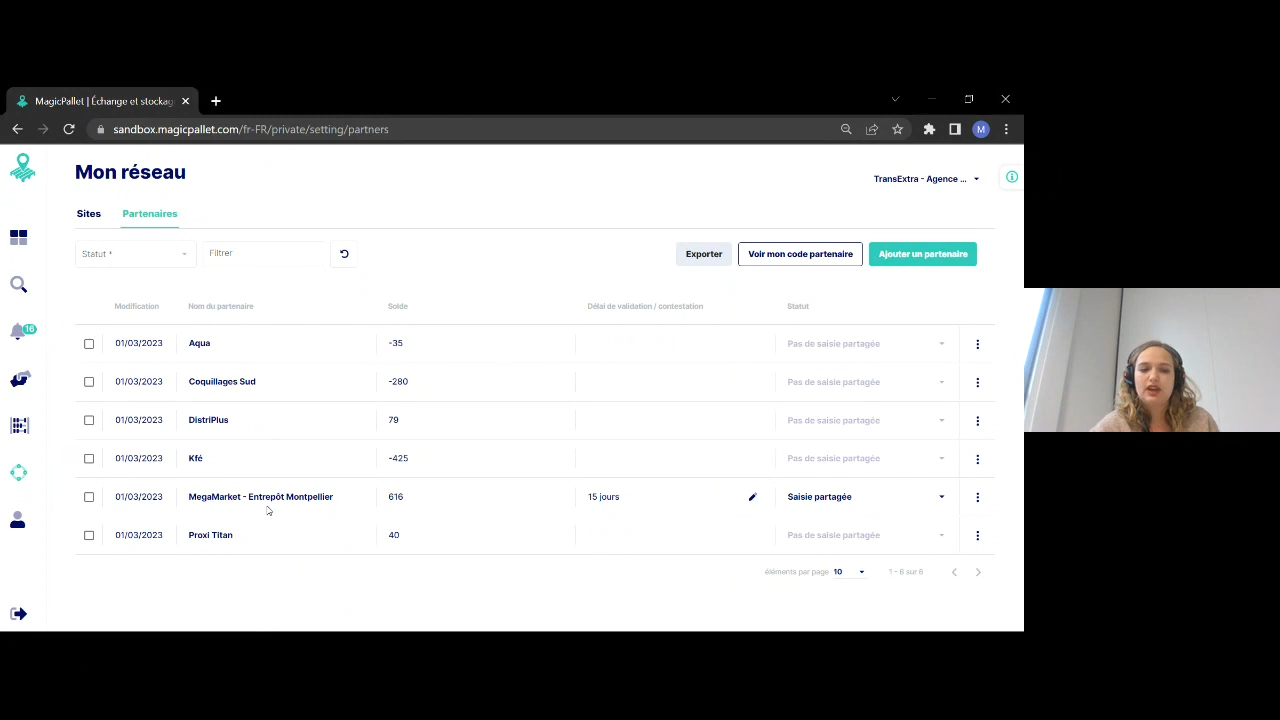 MagicPallet | Échange et stockag
sandbox.magicpallet.com/fr-FR/private/setting/partners
M
Mon réseau
TransExtra - Agence ...
Sites Partenaires
Statut * Filtrer Exporter Voir mon code partenaire Ajouter un partenaire
16
Modification Nom du partenaire Solde Délai de validation / contestation Statut
01/03/2023 Aqua -35 Pas de saisie partagée
01/03/2023 Coquillages Sud -280 Pas de saisie partagée
01/03/2023 DistriPlus 79 Pas de saisie partagée
01/03/2023 Kfé -425 Pas de saisie partagée
01/03/2023 MegaMarket - Entrepôt Montpellier 616 15 jours Saisie partagée
01/03/2023 Proxi Titan 40 Pas de saisie partagée
éléments par page 10 1 - 6 sur 6